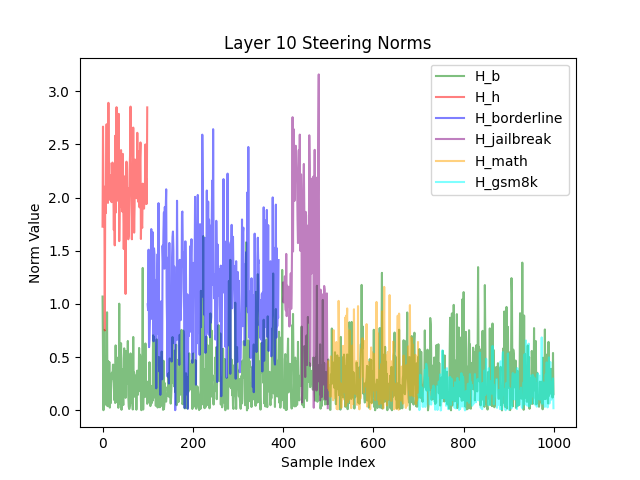 Layer 10 Steering Norms
H_b
H_h
H_borderline
H_jailbreak
H_math
H_gsm8k
Norm Value
3.0
2.5
2.0
1.5
1.0
0.5
0.0
0
200
400
600
800
1000
Sample Index